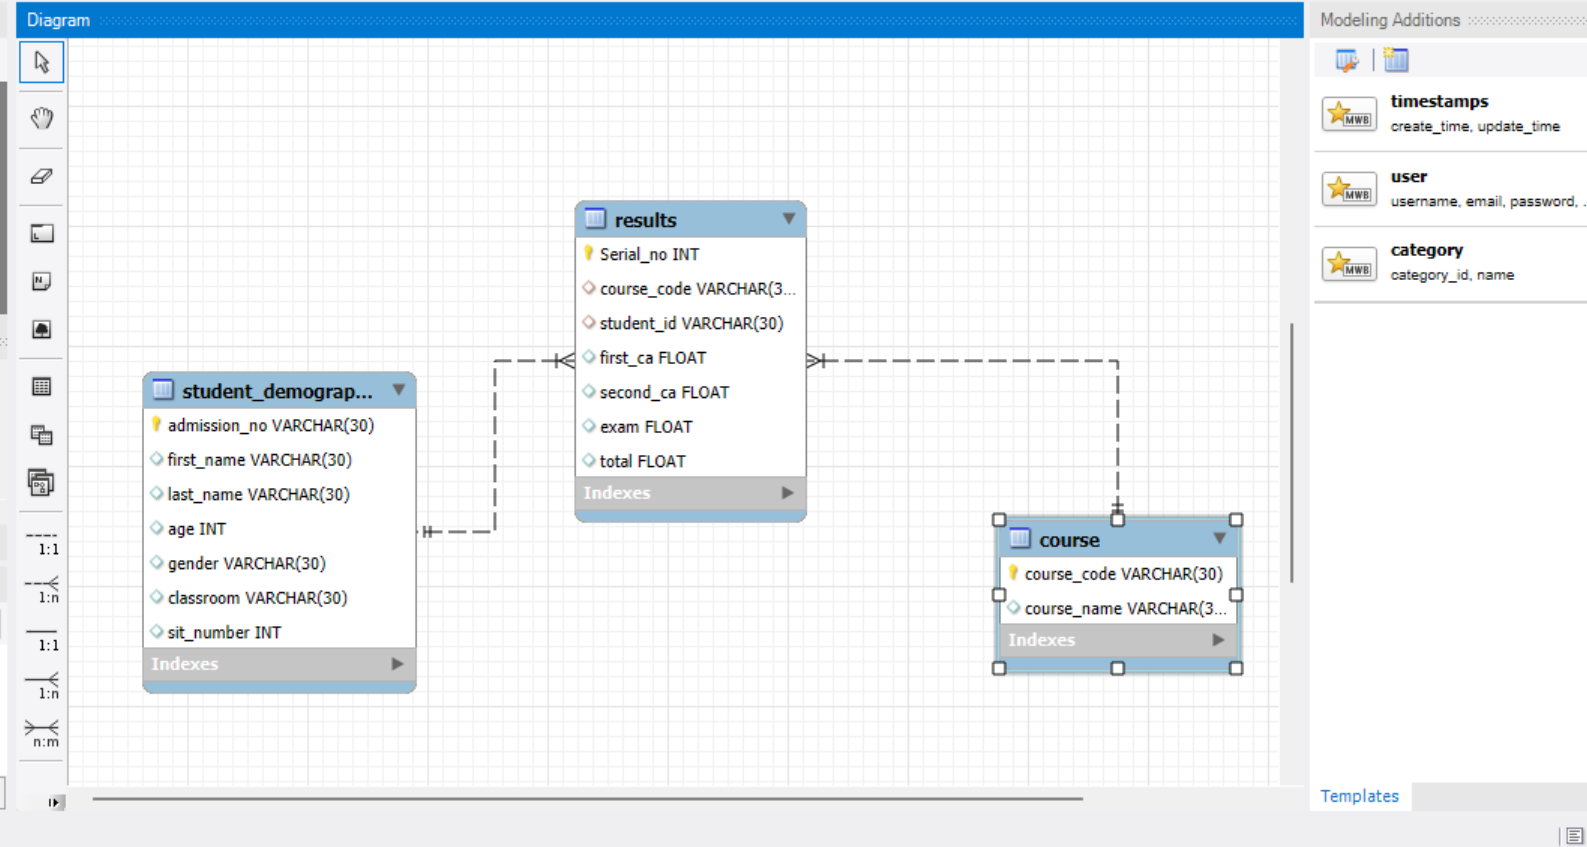 Diagram
Modeling Additions
timestamps
create_time, update_time
user
username, email, password, .
category
category_id, name
results
Serial_no INT
course_code VARCHAR(3...
student_id VARCHAR(30)
first_ca FLOAT
second_ca FLOAT
exam FLOAT
total FLOAT
Indexes
student_demograp...
admission_no VARCHAR(30)
first_name VARCHAR(30)
last_name VARCHAR(30)
age INT
gender VARCHAR(30)
classroom VARCHAR(30)
sit_number INT
Indexes
course
course_code VARCHAR(30)
course_name VARCHAR(3...
Indexes
1:1
1:n
1:1
1:n
n:m
MWB
MWB
MWB
Templates